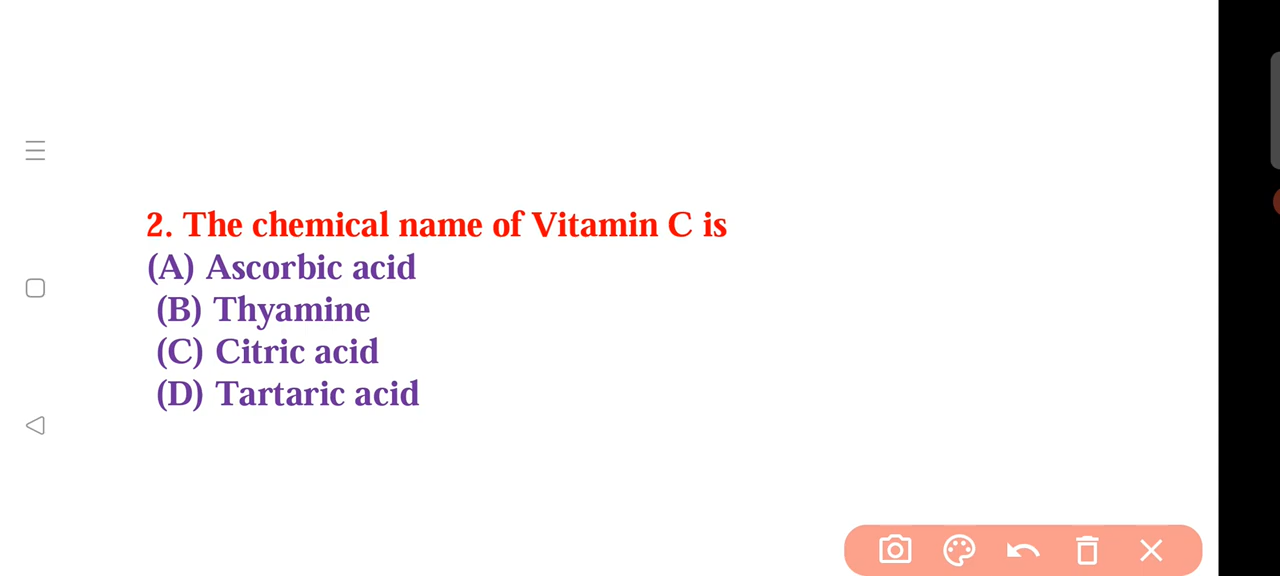 2. The chemical name of Vitamin C is
(A) Ascorbic acid
(B) Thyamine
(C) Citric acid
(D) Tartaric acid